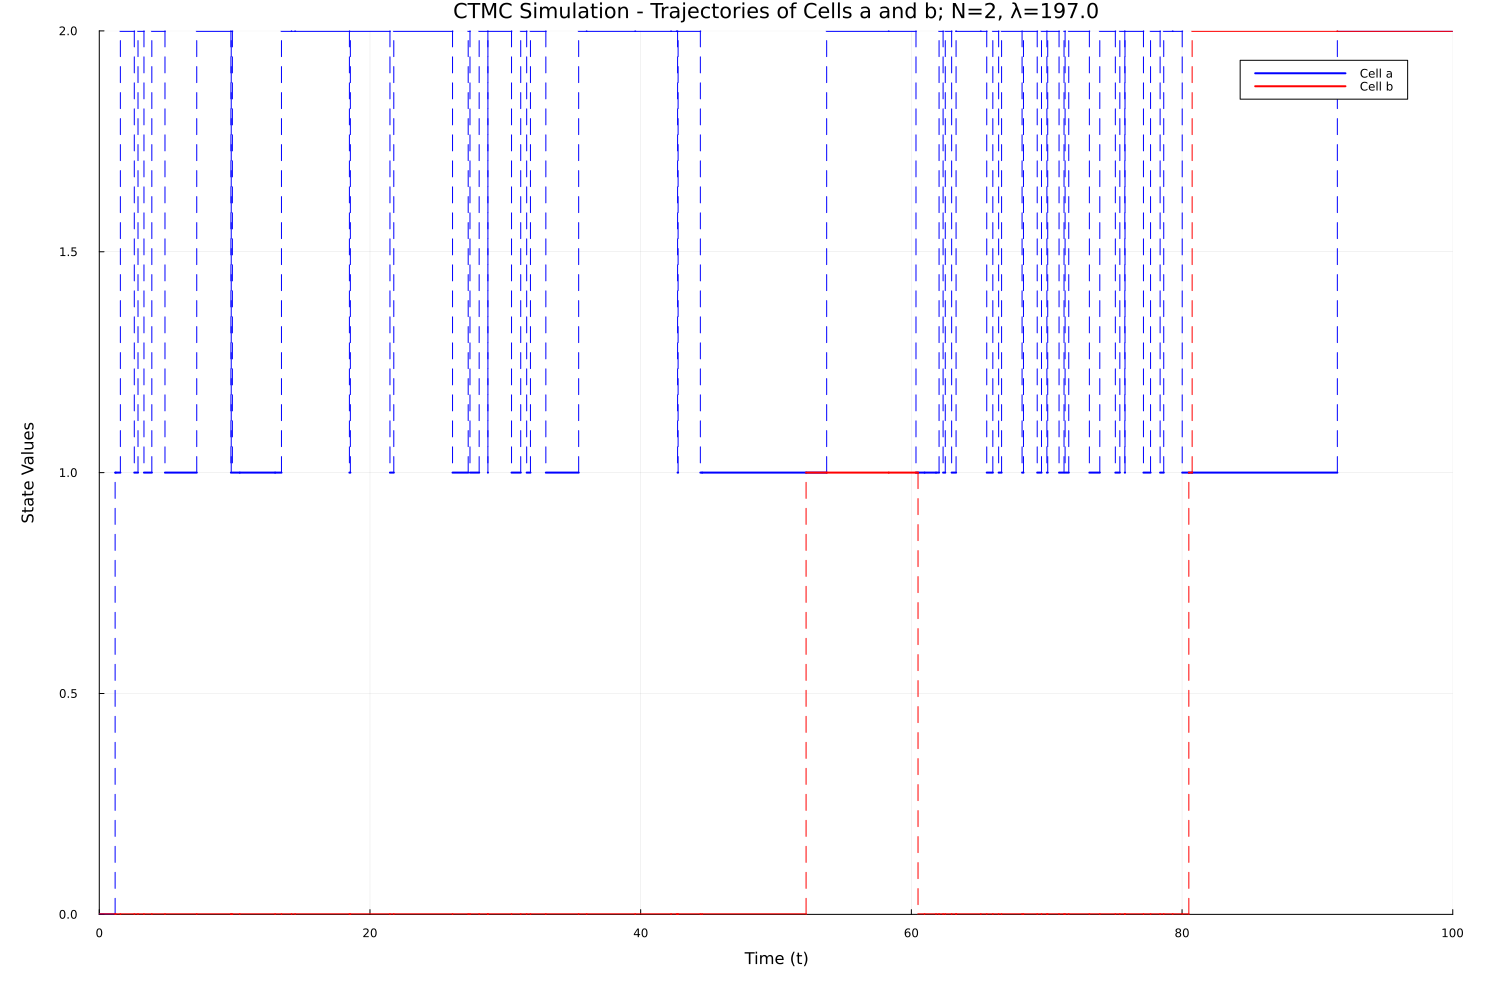 CTMC Simulation - Trajectories of Cells a and b; N=2, λ=197.0
2.0
Cell a
Cell b
1.5
State Values
1.0
0.5
0.0
0 20 40 60 80 100
Time (t)